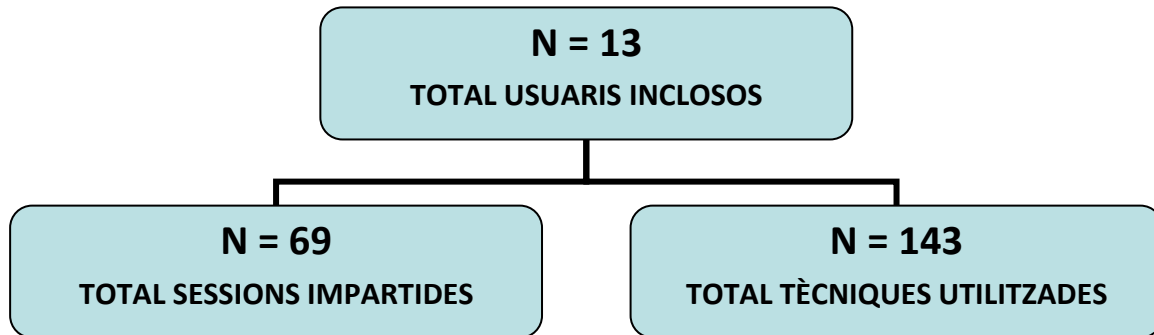 N = 13
TOTAL USUARIS INCLOSOS
N = 69
TOTAL SESSIONS IMPARTIDES
N = 143
TOTAL TÈCNIQUES UTILITZADES